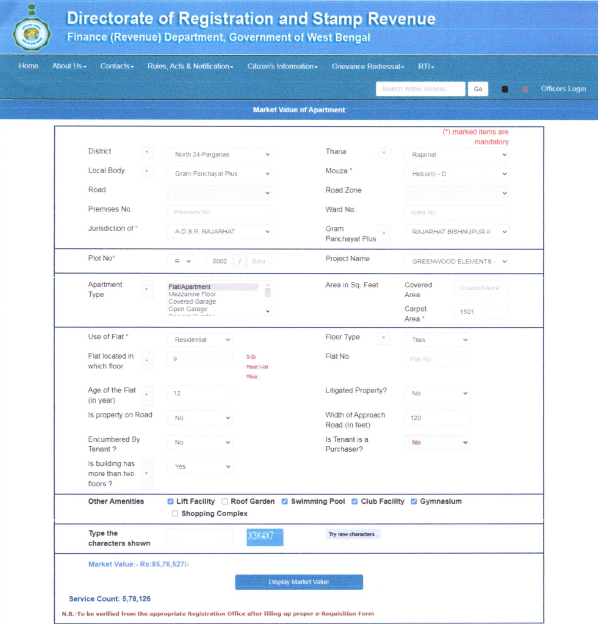 Directorate of Registration and Stamp Revenue
Finance (Revenue) Department, Government of West Bengal
Home About Us Contacts Rules, Acts & Notification Citizen's Information Grievance Redressal RTI
Search Within Website Go Officers Login
Market Value of Apartment
(*) marked items are
mandatory
District * North 24-Parganas Thana * Rajarhat
Local Body * Gram Panchayat Plus Mouze * - D
Road Road Zone
Premises No. Premises No Ward No. Ward No
Jurisdiction of * A.D.S.R. RAJARHAT Gram
Panchayat Plus * RAJARHAT BISHNUPUR-II
Plot No* R 0002 / Bata Project Name GREENWOOD ELEMENTS -
Apartment
Type * Flat/Apartment
Mezzanine Floor
Covered Garage
Open Garage
Area in Sq. Feet Covered
Area Covered Area
Carpet
Area * 1501
Use of Flat * Residential Floor Type * Tiles
Flat located in
which floor * 9 Flat No. Flat No
Age of the Flat
(in year) * 12 Litigated Property? No
Is property on Road No Width of Approach
Road (In feet) 120
Encumbered By
Tenant ? No Is Tenant is a
Purchaser? No
Is building has
more than two
floors ? * Yes
Other Amenities Lift Facility Roof Garden Swimming Pool Club Facility Gymnasium
Shopping Complex
Type the
characters shown X3K4X7 Try new characters
Market Value:- Rs:85,76,527/-
Display Market Value
Service Count: 5,78,126
N.B.-To be verified from the appropriate Registration Office after filling up proper e-Requisition Form